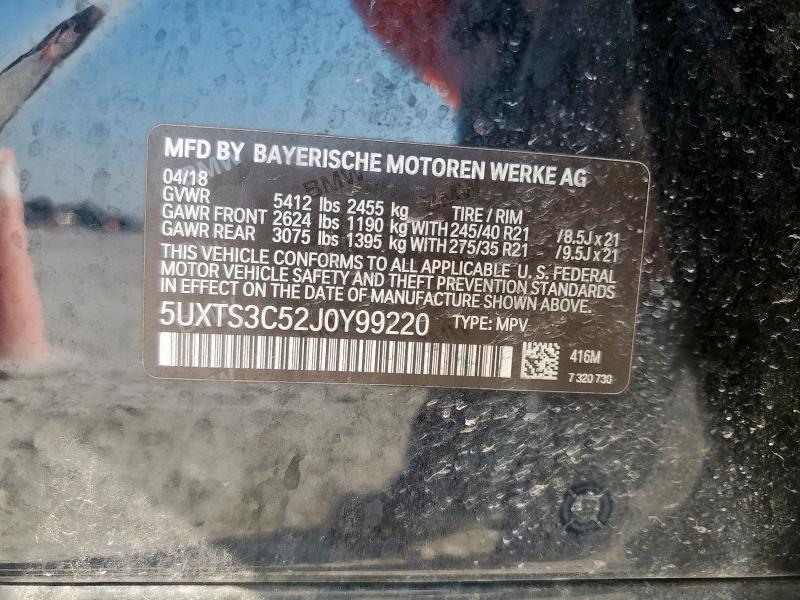 MFD BY BAYERISCHE MOTOREN WERKE AG
04/18
GVWR 5412 lbs 2455 kg TIRE / RIM
GAWR FRONT 2624 lbs 1190 kg WITH 245/40 R21 /8.5J x 21
GAWR REAR 3075 lbs 1395 kg WITH 275/35 R21 /9.5J x 21
THIS VEHICLE CONFORMS TO ALL APPLICABLE U. S. FEDERAL
MOTOR VEHICLE SAFETY AND THEFT PREVENTION STANDARDS
IN EFFECT ON THE DATE OF MANUFACTURE SHOWN ABOVE.
5UXTS3C52J0Y99220 TYPE: MPV
416M
7 320 730